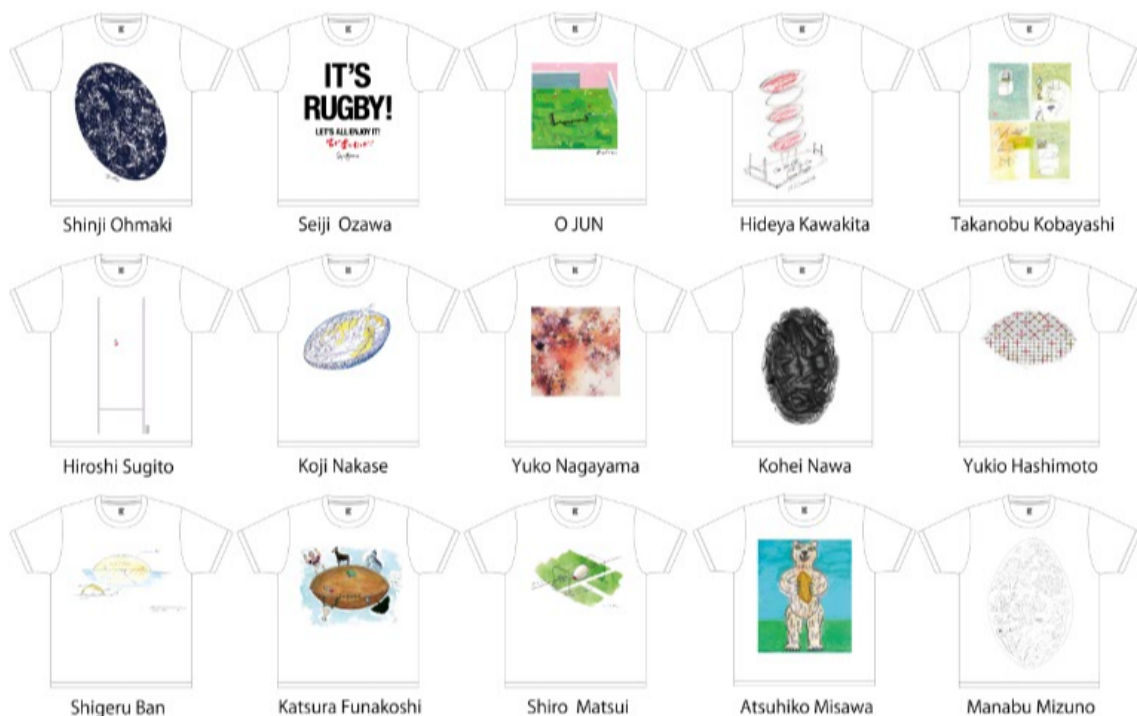 IT'S
RUGBY!
LET'S ALL ENJOY IT!
Shinji Ohmaki
Seiji Ozawa
O JUN
Hideya Kawakita
Takanobu Kobayashi
Hiroshi Sugito
Koji Nakase
Yuko Nagayama
Kohei Nawa
Yukio Hashimoto
Shigeru Ban
Katsura Funakoshi
Shiro Matsui
Atsuhiko Misawa
Manabu Mizuno